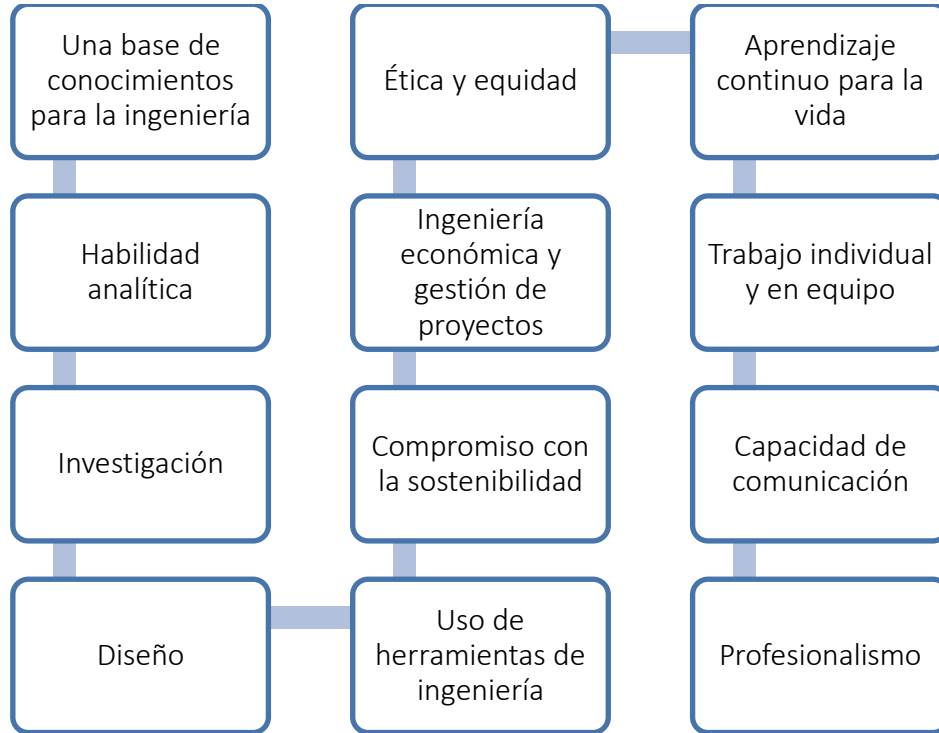 Una base de
conocimientos
para la ingeniería
Habilidad
analítica
Investigación
Diseño
Uso de
herramientas de
ingeniería
Compromiso con
la sostenibilidad
Ingeniería
económica y
gestión de
proyectos
Ética y equidad
Aprendizaje
continuo para la
vida
Trabajo individual
y en equipo
Capacidad de
comunicación
Profesionalismo